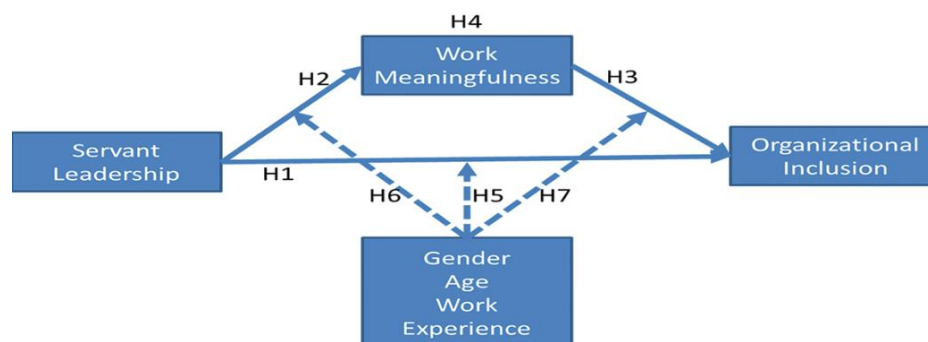 H4
Work
Meaningfulness
H2
H3
Servant
Leadership
H1
Organizational
Inclusion
H6
H5
H7
Gender
Age
Work
Experience